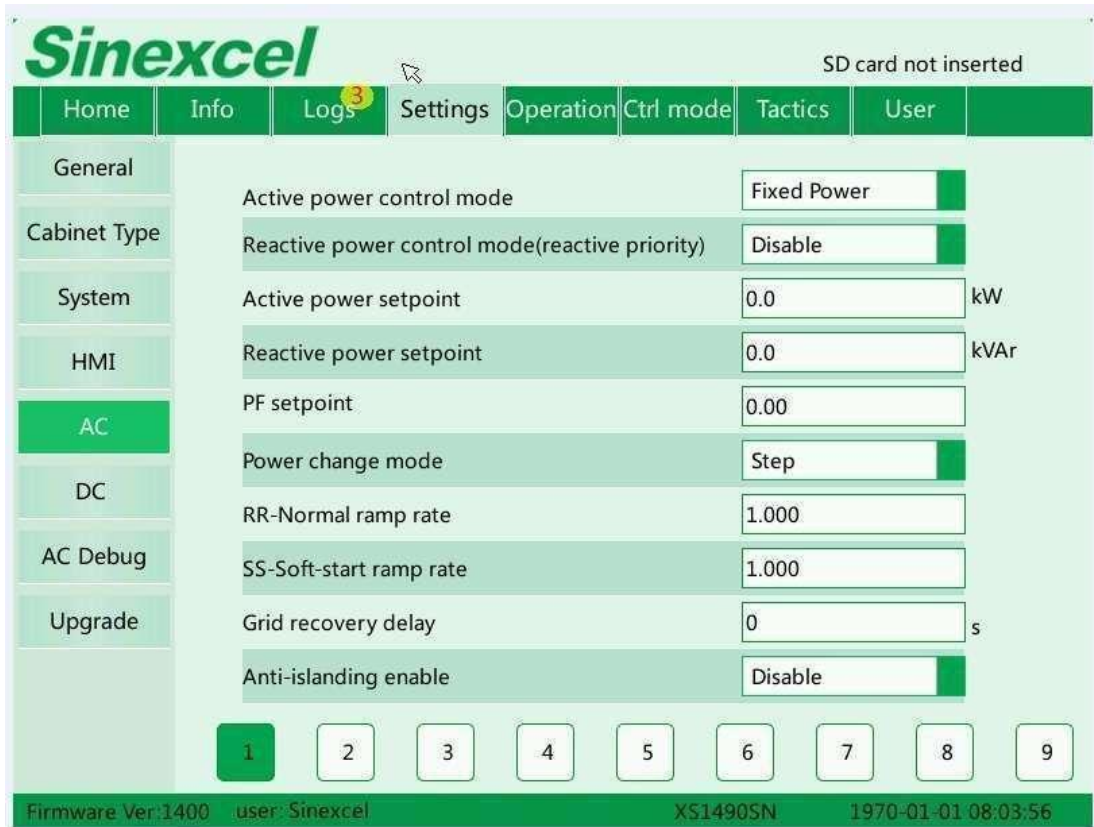 Sinexcel
SD card not inserted
Home Info Logs 3 Settings Operation Ctrl mode Tactics User
General
Cabinet Type
System
HMI
AC
DC
AC Debug
Upgrade
Active power control mode Fixed Power
Reactive power control mode(reactive priority) Disable
Active power setpoint 0.0 kW
Reactive power setpoint 0.0 kVAr
PF setpoint 0.00
Power change mode Step
RR-Normal ramp rate 1.000
SS-Soft-start ramp rate 1.000
Grid recovery delay 0 s
Anti-islanding enable Disable
1 2 3 4 5 6 7 8 9
Firmware Ver:1400 user: Sinexcel XS1490SN 1970-01-01 08:03:56